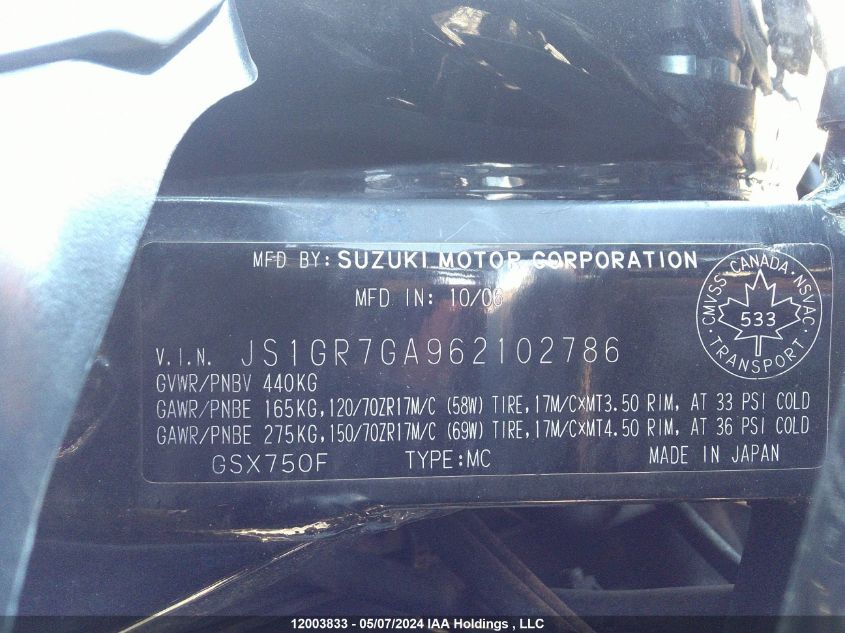 MFD BY: SUZUKI MOTOR CORPORATION
MFD IN: 10/06
CMVSS · CANADA · NSVAC
533
TRANSPORT
V.I.N. JS1GR7GA962102786
GVWR/PNBV 440KG
GAWR/PNBE 165KG,120/70ZR17M/C (58W) TIRE,17M/C×MT3.50 RIM, AT 33 PSI COLD
GAWR/PNBE 275KG,150/70ZR17M/C (69W) TIRE,17M/C×MT4.50 RIM, AT 36 PSI COLD
GSX750F TYPE:MC MADE IN JAPAN
12003833 - 05/07/2024 IAA Holdings , LLC